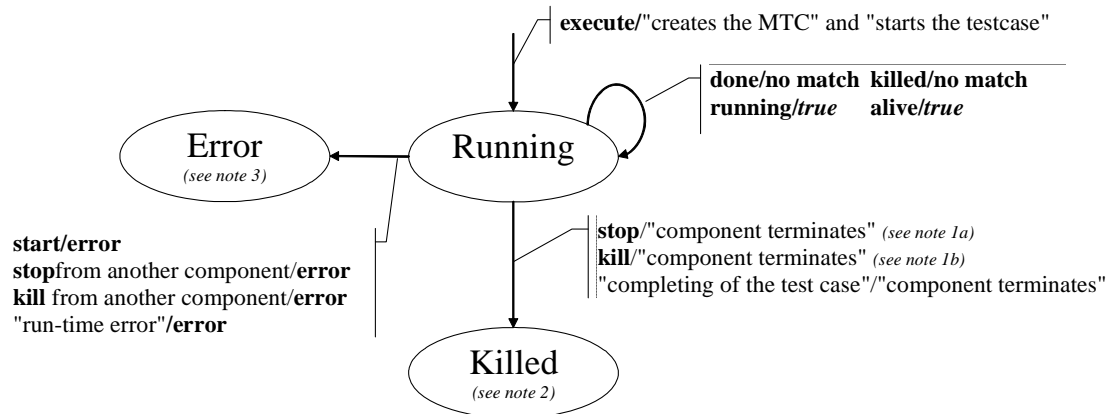 execute/"creates the MTC" and "starts the testcase"
done/no match killed/no match
running/true alive/true
Error
(see note 3)
Running
start/error
stopfrom another component/error
kill from another component/error
"run-time error"/error
stop/"component terminates" (see note 1a)
kill/"component terminates" (see note 1b)
"completing of the test case"/"component terminates"
Killed
(see note 2)